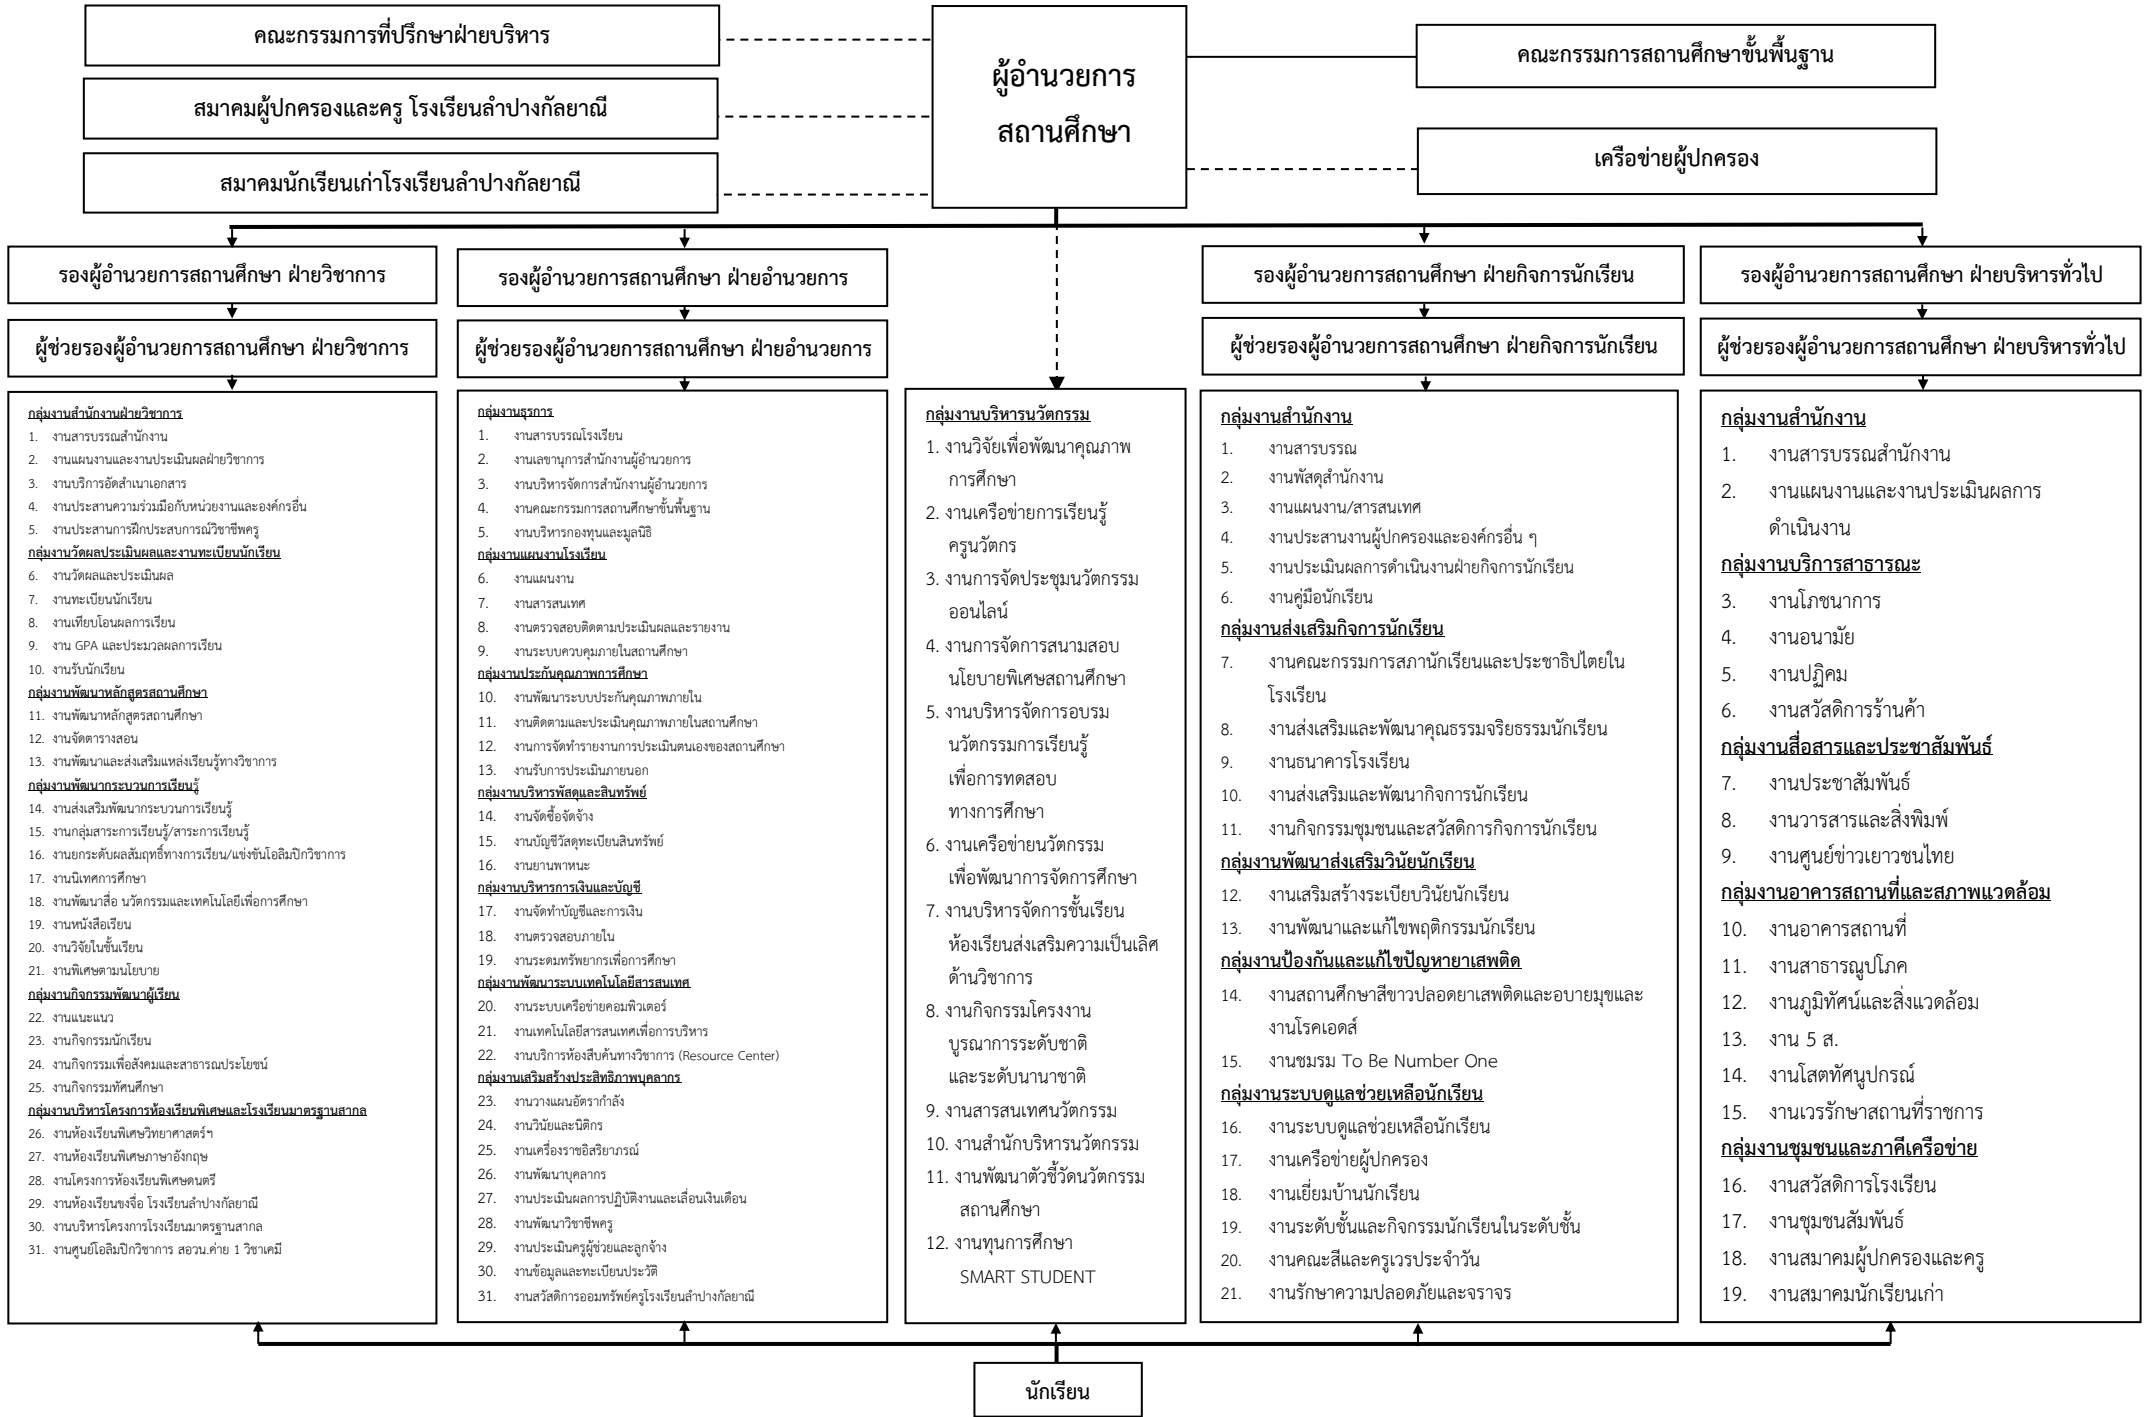 คณะกรรมการที่ปรึกษาฝ่ายบริหาร
สมาคมผู้ปกครองและครู โรงเรียนลำปางกัลยาณี
สมาคมนักเรียนเก่าโรงเรียนลำปางกัลยาณี
ผู้อำนวยการ
สถานศึกษา
คณะกรรมการสถานศึกษาขั้นพื้นฐาน
เครือข่ายผู้ปกครอง
รองผู้อำนวยการสถานศึกษา ฝ่ายวิชาการ
ผู้ช่วยรองผู้อำนวยการสถานศึกษา ฝ่ายวิชาการ
กลุ่มงานสำนักงานฝ่ายวิชาการ
1. งานสารบรรณสำนักงาน
2. งานแผนงานและงานประเมินผลฝ่ายวิชาการ
3. งานบริการอัดสำเนาเอกสาร
4. งานประสานความร่วมมือกับหน่วยงานและองค์กรอื่น
5. งานประสานการฝึกประสบการณ์วิชาชีพครู
กลุ่มงานวัดผลประเมินผลและงานทะเบียนนักเรียน
6. งานวัดผลและประเมินผล
7. งานทะเบียนนักเรียน
8. งานเทียบโอนผลการเรียน
9. งาน GPA และประมวลผลการเรียน
10. งานรับนักเรียน
กลุ่มงานพัฒนาหลักสูตรสถานศึกษา
11. งานพัฒนาหลักสูตรสถานศึกษา
12. งานจัดตารางสอน
13. งานพัฒนาและส่งเสริมแหล่งเรียนรู้ทางวิชาการ
กลุ่มงานพัฒนากระบวนการเรียนรู้
14. งานส่งเสริมพัฒนากระบวนการเรียนรู้
15. งานกลุ่มสาระการเรียนรู้/สาระการเรียนรู้
16. งานยกระดับผลสัมฤทธิ์ทางการเรียน/แข่งขันโอลิมปิกวิชาการ
17. งานนิเทศการศึกษา
18. งานพัฒนาสื่อ นวัตกรรมและเทคโนโลยีเพื่อการศึกษา
19. งานหนังสือเรียน
20. งานวิจัยในชั้นเรียน
21. งานพิเศษตามนโยบาย
กลุ่มงานกิจกรรมพัฒนาผู้เรียน
22. งานแนะแนว
23. งานกิจกรรมนักเรียน
24. งานกิจกรรมเพื่อสังคมและสาธารณประโยชน์
25. งานกิจกรรมทัศนศึกษา
กลุ่มงานบริหารโครงการห้องเรียนพิเศษและโรงเรียนมาตรฐานสากล
26. งานห้องเรียนพิเศษวิทยาศาสตร์ฯ
27. งานห้องเรียนพิเศษภาษาอังกฤษ
28. งานโครงการห้องเรียนพิเศษดนตรี
29. งานห้องเรียนขงจื่อ โรงเรียนลำปางกัลยาณี
30. งานบริหารโครงการโรงเรียนมาตรฐานสากล
31. งานศูนย์โอลิมปิกวิชาการ สอวน.ค่าย 1 วิชาเคมี
รองผู้อำนวยการสถานศึกษา ฝ่ายอำนวยการ
ผู้ช่วยรองผู้อำนวยการสถานศึกษา ฝ่ายอำนวยการ
กลุ่มงานธุรการ
1. งานสารบรรณโรงเรียน
2. งานเลขานุการสำนักงานผู้อำนวยการ
3. งานบริหารจัดการสำนักงานผู้อำนวยการ
4. งานคณะกรรมการสถานศึกษาขั้นพื้นฐาน
5. งานบริหารกองทุนและมูลนิธิ
กลุ่มงานแผนงานโรงเรียน
6. งานแผนงาน
7. งานสารสนเทศ
8. งานตรวจสอบติดตามประเมินผลและรายงาน
9. งานระบบควบคุมภายในสถานศึกษา
กลุ่มงานประกันคุณภาพการศึกษา
10. งานพัฒนาระบบประกันคุณภาพภายใน
11. งานติดตามและประเมินคุณภาพภายในสถานศึกษา
12. งานการจัดทำรายงานการประเมินตนเองของสถานศึกษา
13. งานรับการประเมินภายนอก
กลุ่มงานบริหารพัสดุและสินทรัพย์
14. งานจัดซื้อจัดจ้าง
15. งานบัญชีวัสดุทะเบียนสินทรัพย์
16. งานยานพาหนะ
กลุ่มงานบริหารการเงินและบัญชี
17. งานจัดทำบัญชีและการเงิน
18. งานตรวจสอบภายใน
19. งานระดมทรัพยากรเพื่อการศึกษา
กลุ่มงานพัฒนาระบบเทคโนโลยีสารสนเทศ
20. งานระบบเครือข่ายคอมพิวเตอร์
21. งานเทคโนโลยีสารสนเทศเพื่อการบริหาร
22. งานบริการห้องสืบค้นทางวิชาการ (Resource Center)
กลุ่มงานเสริมสร้างประสิทธิภาพบุคลากร
23. งานวางแผนอัตรากำลัง
24. งานวินัยและนิติกร
25. งานเครื่องราชอิสริยาภรณ์
26. งานพัฒนาบุคลากร
27. งานประเมินผลการปฏิบัติงานและเลื่อนเงินเดือน
28. งานพัฒนาวิชาชีพครู
29. งานประเมินครูผู้ช่วยและลูกจ้าง
30. งานข้อมูลและทะเบียนประวัติ
31. งานสวัสดิการออมทรัพย์ครูโรงเรียนลำปางกัลยาณี
กลุ่มงานบริหารนวัตกรรม
1. งานวิจัยเพื่อพัฒนาคุณภาพ
การศึกษา
2. งานเครือข่ายการเรียนรู้
ครูนวัตกร
3. งานการจัดประชุมนวัตกรรม
ออนไลน์
4. งานการจัดการสนามสอบ
นโยบายพิเศษสถานศึกษา
5. งานบริหารจัดการอบรม
นวัตกรรมการเรียนรู้
เพื่อการทดสอบ
ทางการศึกษา
6. งานเครือข่ายนวัตกรรม
เพื่อพัฒนาการจัดการศึกษา
7. งานบริหารจัดการชั้นเรียน
ห้องเรียนส่งเสริมความเป็นเลิศ
ด้านวิชาการ
8. งานกิจกรรมโครงงาน
บูรณาการระดับชาติ
และระดับนานาชาติ
9. งานสารสนเทศนวัตกรรม
10. งานสำนักบริหารนวัตกรรม
11. งานพัฒนาตัวชี้วัดนวัตกรรม
สถานศึกษา
12. งานทุนการศึกษา
SMART STUDENT
รองผู้อำนวยการสถานศึกษา ฝ่ายกิจการนักเรียน
ผู้ช่วยรองผู้อำนวยการสถานศึกษา ฝ่ายกิจการนักเรียน
กลุ่มงานสำนักงาน
1. งานสารบรรณ
2. งานพัสดุสำนักงาน
3. งานแผนงาน/สารสนเทศ
4. งานประสานงานผู้ปกครองและองค์กรอื่น ๆ
5. งานประเมินผลการดำเนินงานฝ่ายกิจการนักเรียน
6. งานคู่มือนักเรียน
กลุ่มงานส่งเสริมกิจการนักเรียน
7. งานคณะกรรมการสภานักเรียนและประชาธิปไตยใน
โรงเรียน
8. งานส่งเสริมและพัฒนาคุณธรรมจริยธรรมนักเรียน
9. งานธนาคารโรงเรียน
10. งานส่งเสริมและพัฒนากิจการนักเรียน
11. งานกิจกรรมชุมชนและสวัสดิการกิจการนักเรียน
กลุ่มงานพัฒนาส่งเสริมวินัยนักเรียน
12. งานเสริมสร้างระเบียบวินัยนักเรียน
13. งานพัฒนาและแก้ไขพฤติกรรมนักเรียน
กลุ่มงานป้องกันและแก้ไขปัญหายาเสพติด
14. งานสถานศึกษาสีขาวปลอดยาเสพติดและอบายมุขและ
งานโรคเอดส์
15. งานชมรม To Be Number One
กลุ่มงานระบบดูแลช่วยเหลือนักเรียน
16. งานระบบดูแลช่วยเหลือนักเรียน
17. งานเครือข่ายผู้ปกครอง
18. งานเยี่ยมบ้านนักเรียน
19. งานระดับชั้นและกิจกรรมนักเรียนในระดับชั้น
20. งานคณะสีและครูเวรประจำวัน
21. งานรักษาความปลอดภัยและจราจร
รองผู้อำนวยการสถานศึกษา ฝ่ายบริหารทั่วไป
ผู้ช่วยรองผู้อำนวยการสถานศึกษา ฝ่ายบริหารทั่วไป
กลุ่มงานสำนักงาน
1. งานสารบรรณสำนักงาน
2. งานแผนงานและงานประเมินผลการ
ดำเนินงาน
กลุ่มงานบริการสาธารณะ
3. งานโภชนาการ
4. งานอนามัย
5. งานปฏิคม
6. งานสวัสดิการร้านค้า
กลุ่มงานสื่อสารและประชาสัมพันธ์
7. งานประชาสัมพันธ์
8. งานวารสารและสิ่งพิมพ์
9. งานศูนย์ข่าวเยาวชนไทย
กลุ่มงานอาคารสถานที่และสภาพแวดล้อม
10. งานอาคารสถานที่
11. งานสาธารณูปโภค
12. งานภูมิทัศน์และสิ่งแวดล้อม
13. งาน 5 ส.
14. งานโสตทัศนูปกรณ์
15. งานเวรรักษาสถานที่ราชการ
กลุ่มงานชุมชนและภาคีเครือข่าย
16. งานสวัสดิการโรงเรียน
17. งานชุมชนสัมพันธ์
18. งานสมาคมผู้ปกครองและครู
19. งานสมาคมนักเรียนเก่า
นักเรียน